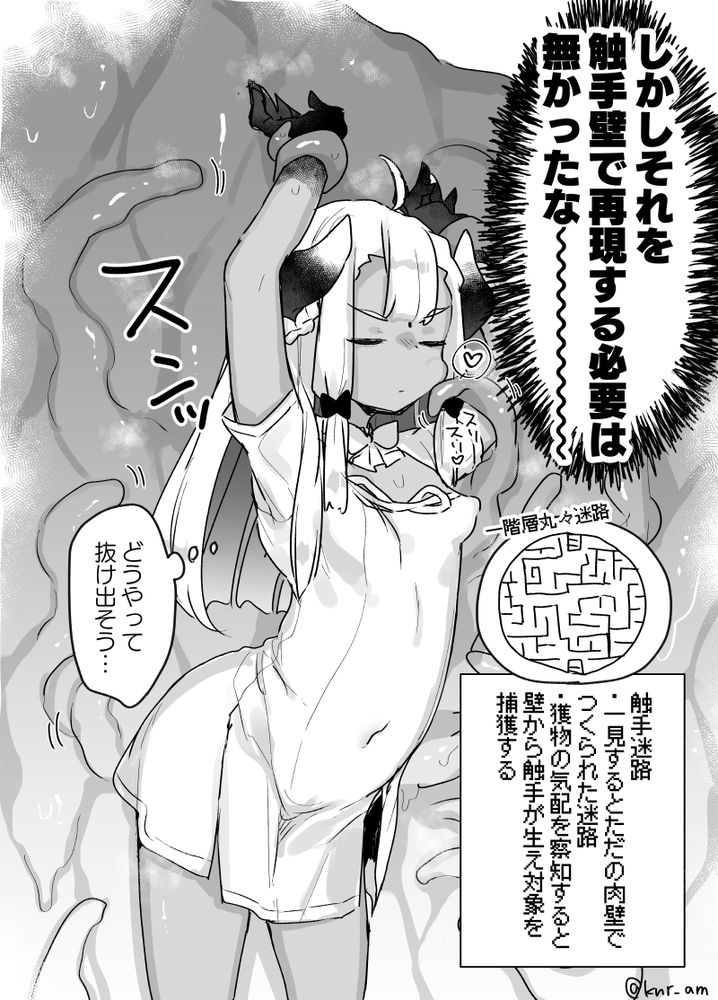 しかしそれを
触手壁で再現する必要は
無かったな〜〜〜〜
スンッ
♡
スリ
スリ♡
どうやって
抜け出そう…
一階層丸々迷路
触手迷路
・一見するとただの肉壁で
つくられた迷路
・獲物の気配を察知すると
壁から触手が生え対象を
捕獲する
@knr_am